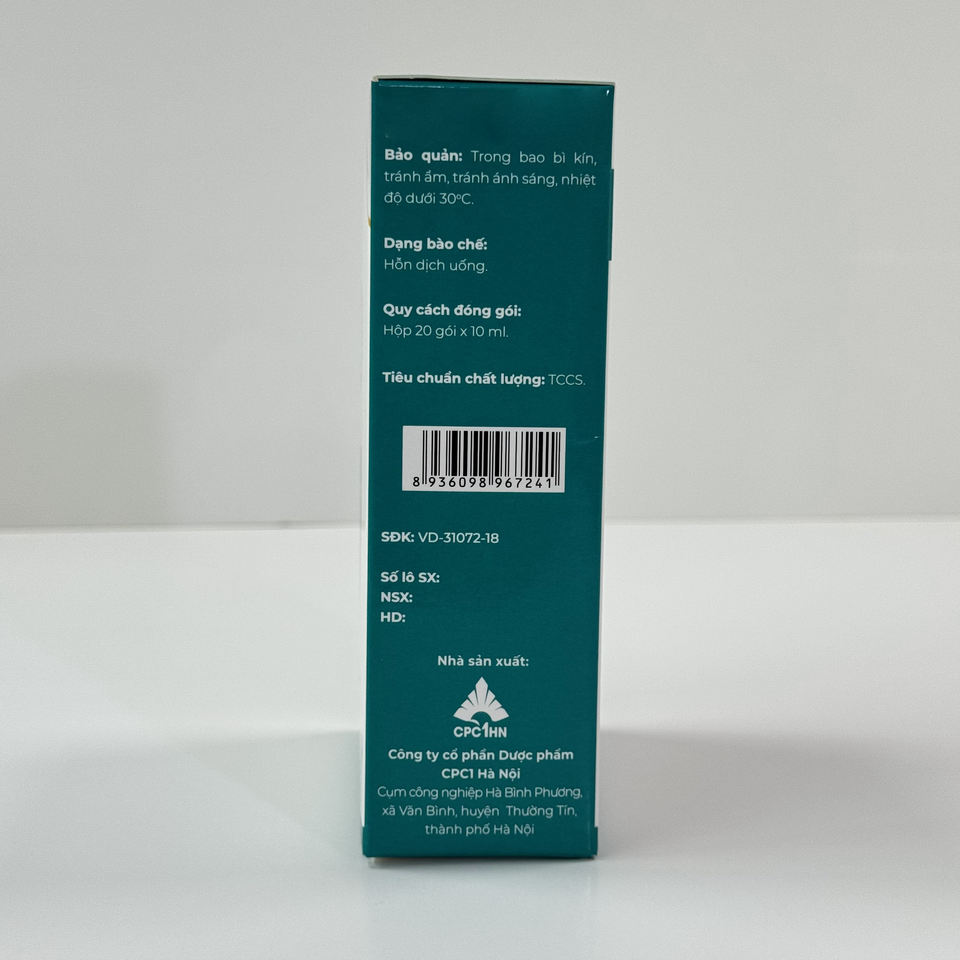 Bảo quản: Trong bao bì kín,
tránh ẩm, tránh ánh sáng, nhiệt
độ dưới 30°C.
Dạng bào chế:
Hỗn dịch uống.
Quy cách đóng gói:
Hộp 20 gói x 10 ml.
Tiêu chuẩn chất lượng: TCCS.
8 936098 967241
SĐK: VD-31072-18
Số lô SX:
NSX:
HD:
Nhà sản xuất:
CPC1HN
Công ty cổ phần Dược phẩm
CPC1 Hà Nội
Cụm công nghiệp Hà Bình Phương,
xã Văn Bình, huyện Thường Tín,
thành phố Hà Nội